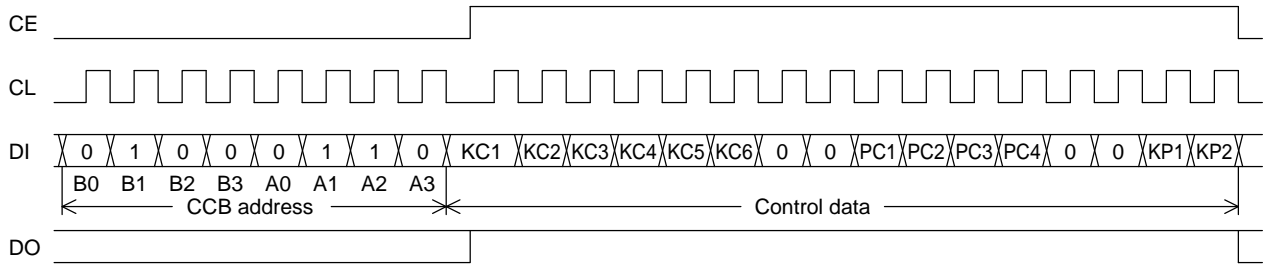 CE
CL
DI 0 1 0 0 0 1 1 0 KC1 KC2 KC3 KC4 KC5 KC6 0 0 PC1 PC2 PC3 PC4 0 0 KP1 KP2
B0 B1 B2 B3 A0 A1 A2 A3
CCB address Control data
DO